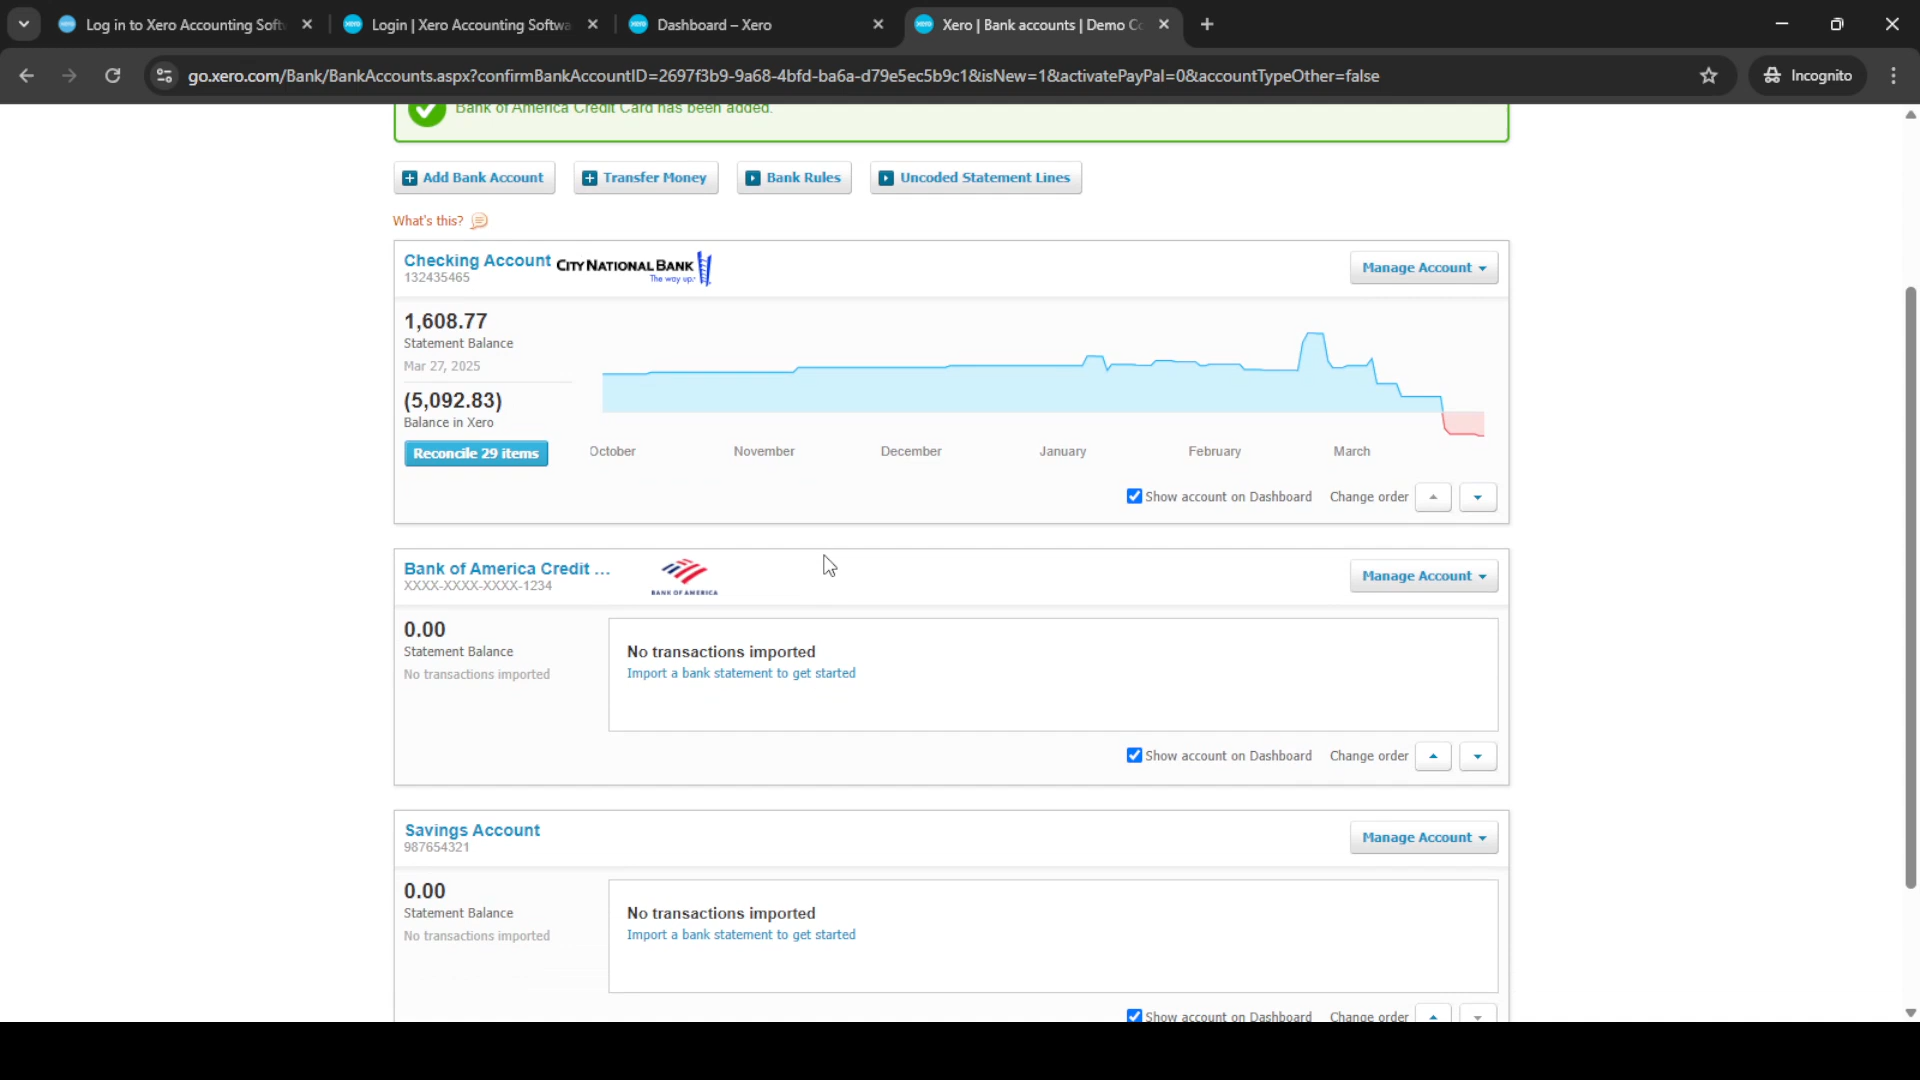 Log in to Xero Accounting Soft
Login | Xero Accounting Softwa
Dashboard – Xero
Xero | Bank accounts | Demo C
go.xero.com/Bank/BankAccounts.aspx?confirmBankAccountID=2697f3b9-9a68-4bfd-ba6a-d79e5ec5b9c1&isNew=1&activatePayPal=0&accountTypeOther=false
Incognito
Bank of America Credit Card has been added.
Add Bank Account
Transfer Money
Bank Rules
Uncoded Statement Lines
What's this?
Checking Account
132435465
CITY NATIONAL BANK
The way up.
Manage Account
1,608.77
Statement Balance
Mar 27, 2025
(5,092.83)
Balance in Xero
Reconcile 29 items
October
November
December
January
February
March
Show account on Dashboard
Change order
Bank of America Credit ...
XXXX-XXXX-XXXX-1234
BANK OF AMERICA
Manage Account
0.00
Statement Balance
No transactions imported
No transactions imported
Import a bank statement to get started
Show account on Dashboard
Change order
Savings Account
987654321
Manage Account
0.00
Statement Balance
No transactions imported
No transactions imported
Import a bank statement to get started
Show account on Dashboard
Change order